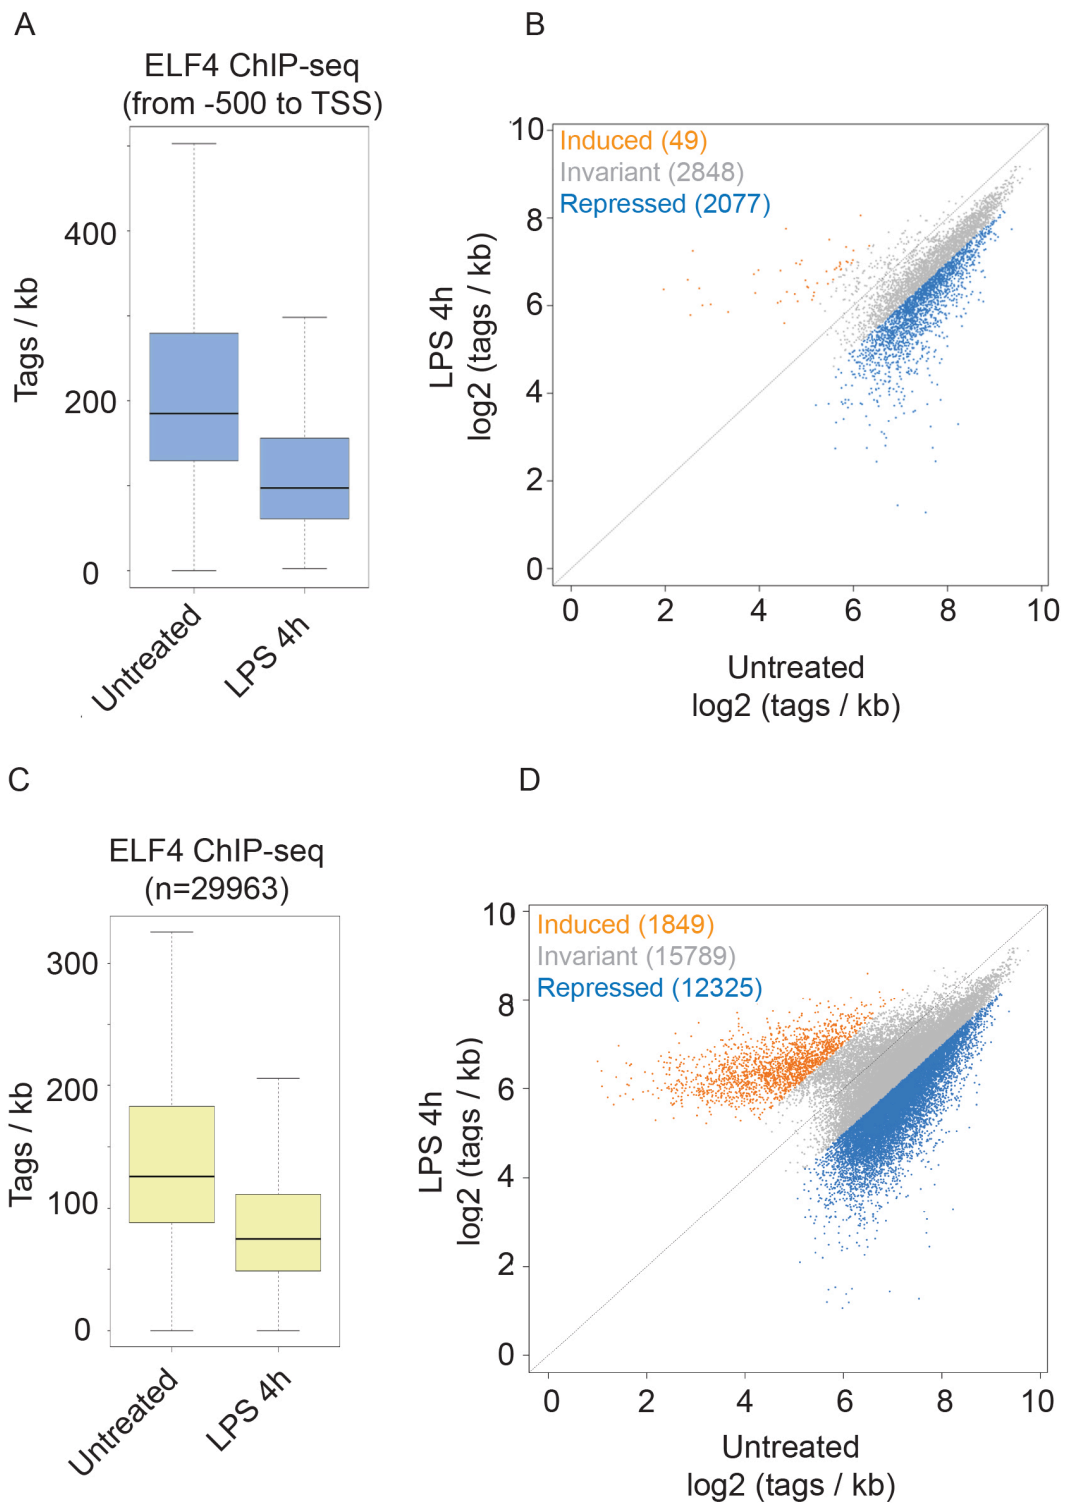 A
ELF4 ChIP-seq
(from -500 to TSS)
Tags / kb
400
200
0
Untreated
LPS 4h
B
Induced (49)
Invariant (2848)
Repressed (2077)
LPS 4h
log2 (tags / kb)
10
8
6
4
2
0
0 2 4 6 8 10
Untreated
log2 (tags / kb)
C
ELF4 ChIP-seq
(n=29963)
Tags / kb
300
200
100
0
Untreated
LPS 4h
D
Induced (1849)
Invariant (15789)
Repressed (12325)
LPS 4h
log2 (tags / kb)
10
8
6
4
2
0
0 2 4 6 8 10
Untreated
log2 (tags / kb)